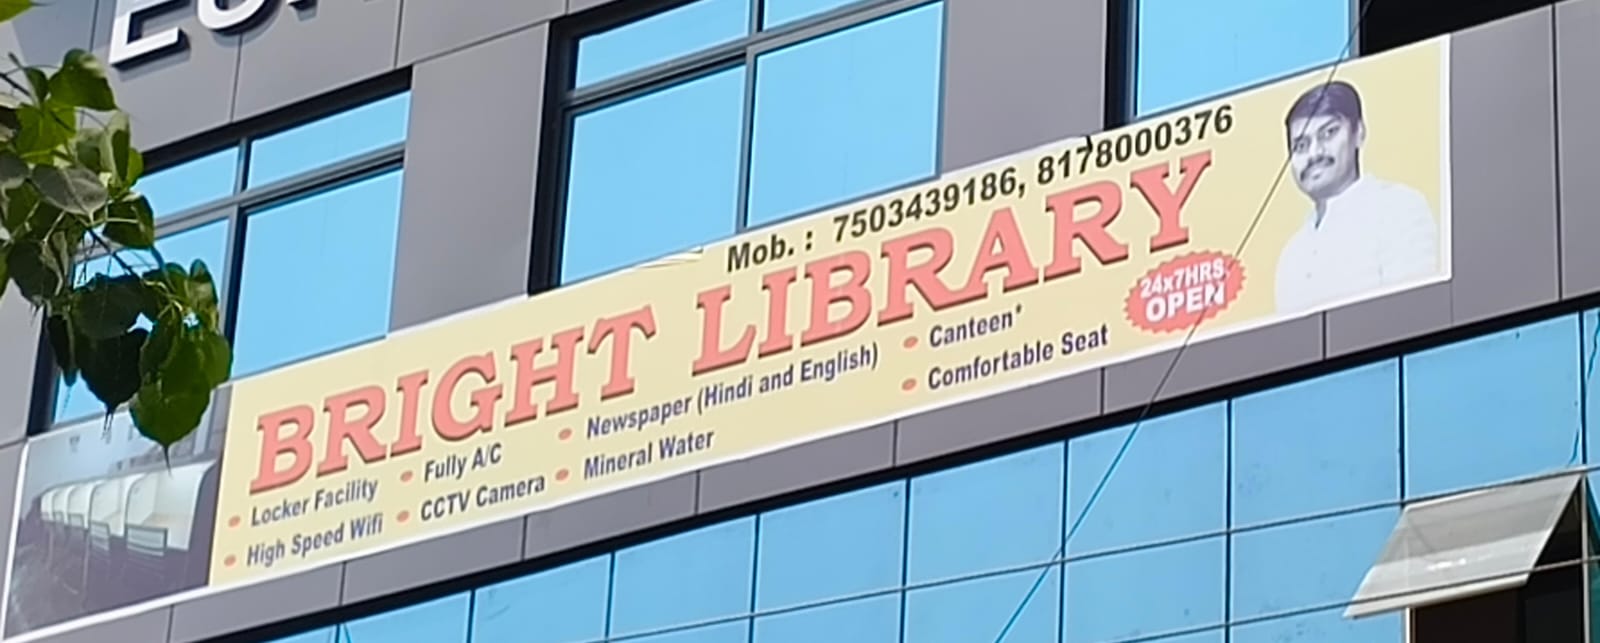 Mob. : 7503439186, 8178000376
BRIGHT LIBRARY
Locker Facility
High Speed Wifi
Fully A/C
CCTV Camera
Newspaper (Hindi and English)
Mineral Water
Canteen*
Comfortable Seat
24x7HRS.
OPEN